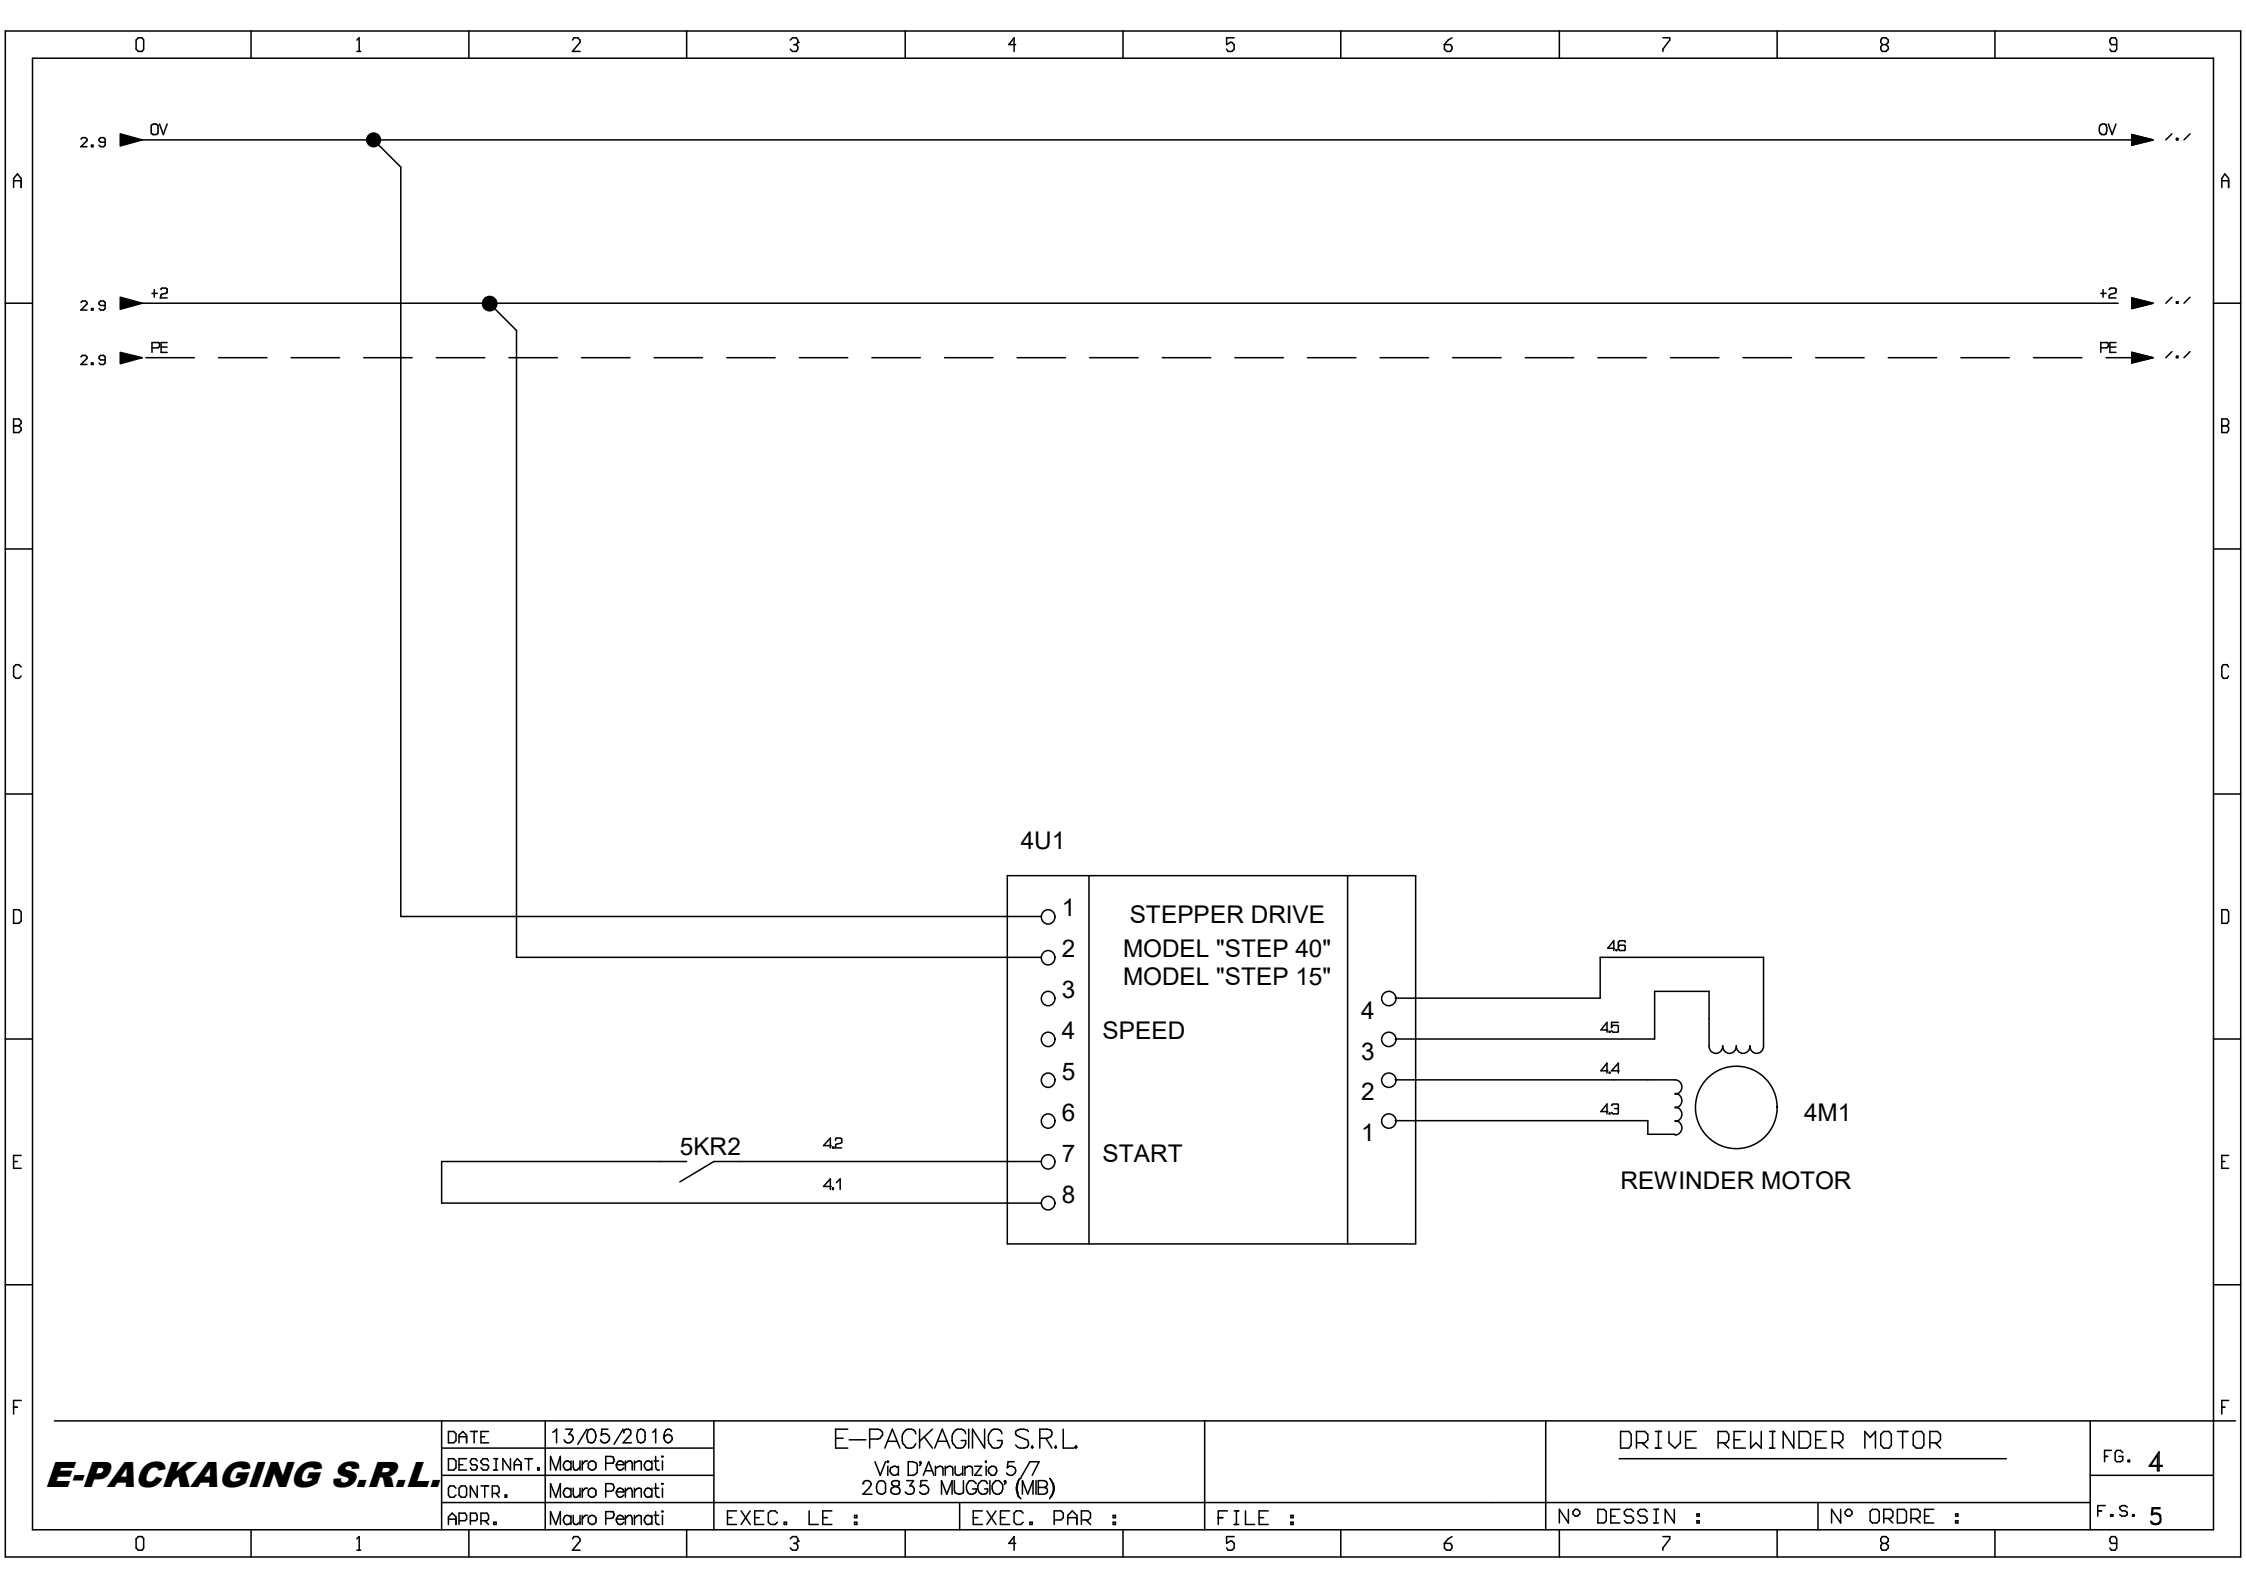 0 1 2 3 4 5 6 7 8 9
2.9 0V 0V /./
A A
2.9 +2 +2 /./
2.9 PE PE /./
B B
C C
4U1
D D
1 STEPPER DRIVE
2 MODEL "STEP 40"
MODEL "STEP 15"
3
4 SPEED
5
6
7 START
8
4 4.6
3 4.5
2 4.4
1 4.3
4M1
REWINDER MOTOR
5KR2 4.2
4.1
E E
F F
E-PACKAGING S.R.L.
DATE 13/05/2016
DESSINAT. Mauro Pennati
CONTR. Mauro Pennati
APPR. Mauro Pennati
E-PACKAGING S.R.L.
Via D'Annunzio 5/7
20835 MUGGIO' (MB)
EXEC. LE : EXEC. PAR : FILE :
DRIVE REWINDER MOTOR
N° DESSIN : N° ORDRE :
FG. 4
F.S. 5
0 1 2 3 4 5 6 7 8 9